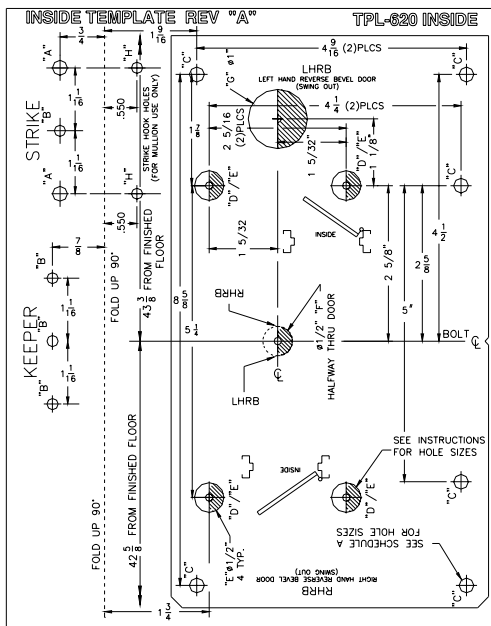 INSIDE TEMPLATE REV "A"
TPL-620 INSIDE
3/4
1 9/16
4 9/16 (2)PLCS
"A"
"H"
"C"
"G" ø1"
LHRB
LEFT HAND REVERSE BEVEL DOOR
(SWING OUT)
"C"
4 1/4 (2)PLCS
STRIKE
1 1/16
"B"
1 1/16
"A"
.550
STRIKE HOOK HOLES
(FOR MULLION USE ONLY)
"H"
1 7/8
2 5/16
(2)PLCS
1 5/32
1 1/8"
"D"/"E"
"D"/"E"
"C"
.550
7/8
FOLD UP 90°
43 3/8 FROM FINISHED
FLOOR
1 5/32
INSIDE
2 5/8"
2 5/8
4 1/2
5"
8 5/8
5 1/4
KEEPER
"B"
1 1/16
"B"
1 1/16
"B"
RHRB
LHRB
ø1/2" "F"
HALFWAY THRU DOOR
BOLT
42 5/8 FROM FINISHED FLOOR
FOLD UP 90°
INSIDE
SEE INSTRUCTIONS
FOR HOLE SIZES
"D"/"E"
"D"/"E"
"C"
"E"ø1/2"
4 TYP.
SEE SCHEDULE A
FOR HOLE SIZES
"C"
"C"
RIGHT HAND REVERSE BEVEL DOOR
(SWING OUT)
RHRB
1 3/4